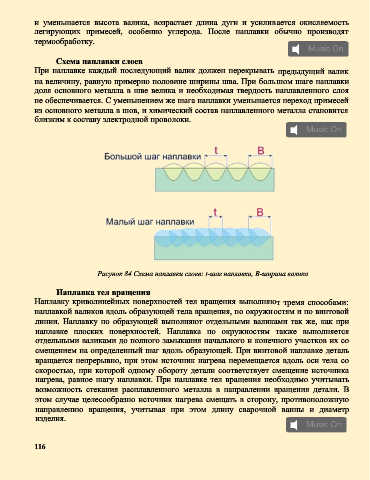 и уменьшается высота валика, возрастает длина дуги и усиливается окисляемость
легирующих примесей, особенно углерода. После наплавки обычно производят
термообработку.
Music On
Схема наплавки слоев
При наплавке каждый последующий валик должен перекрывать предыдущий валик
на величину, равную примерно половине ширины шва. При большом шаге наплавки
доля основного металла в шве велика и необходимая твердость наплавленного слоя
не обеспечивается. С уменьшением же шага наплавки уменьшается переход примесей
из основного металла в шов, и химический состав наплавленного металла становится
близким к составу электродной проволоки.
Music On
Большой шаг наплавки t B
Малый шаг наплавки t B
Рисунок 84 Схема наплавки слоев: t-шаг наплавки, B-ширина валика
Наплавка тел вращения
Наплавку криволинейных поверхностей тел вращения выполняют тремя способами:
наплавкой валиков вдоль образующей тела вращения, по окружностям и по винтовой
линии. Наплавку по образующей выполняют отдельными валиками так же, как при
наплавке плоских поверхностей. Наплавка по окружностям также выполняется
отдельными валиками до полного замыкания начального и конечного участков их со
смещением на определенный шаг вдоль образующей. При винтовой наплавке деталь
вращается непрерывно, при этом источник нагрева перемещается вдоль оси тела со
скоростью, при которой одному обороту детали соответствует смещение источника
нагрева, равное шагу наплавки. При наплавке тел вращения необходимо учитывать
возможность стекания расплавленного металла в направлении вращения детали. В
этом случае целесообразно источник нагрева смещать в сторону, противоположную
направлению вращения, учитывая при этом длину сварочной ванны и диаметр
изделия.
Music On
116